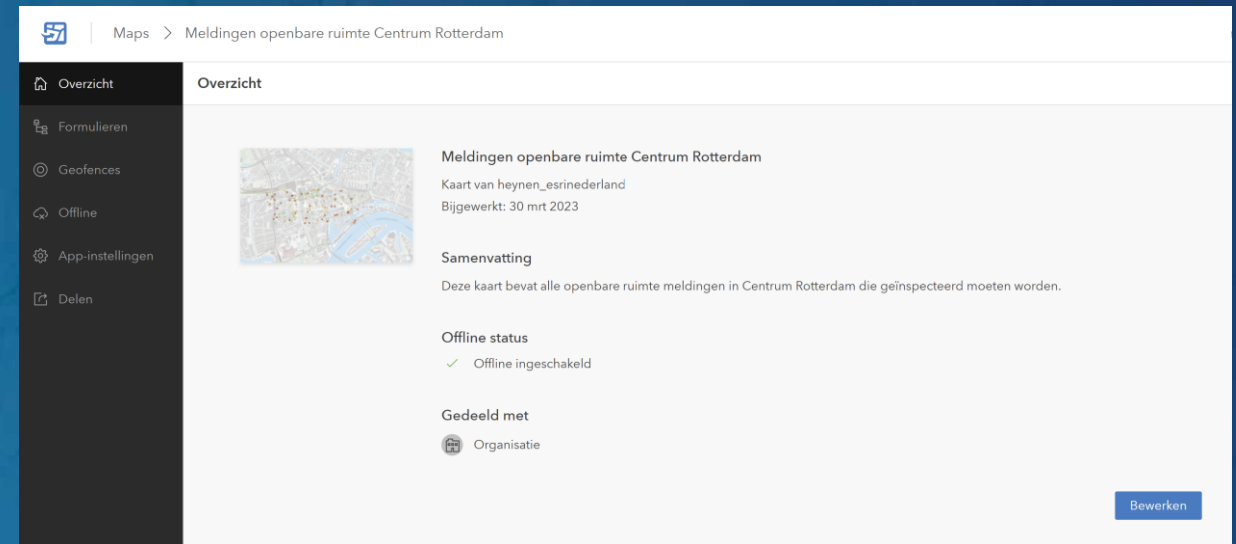 Maps > Meldingen openbare ruimte Centrum Rotterdam
Overzicht
Formulieren
Geofences
Offline
App-instellingen
Delen
Overzicht
Meldingen openbare ruimte Centrum Rotterdam
Kaart van heynen_esrinederland
Bijgewerkt: 30 mrt 2023
Samenvatting
Deze kaart bevat alle openbare ruimte meldingen in Centrum Rotterdam die geïnspecteerd moeten worden.
Offline status
Offline ingeschakeld
Gedeeld met
Organisatie
Bewerken